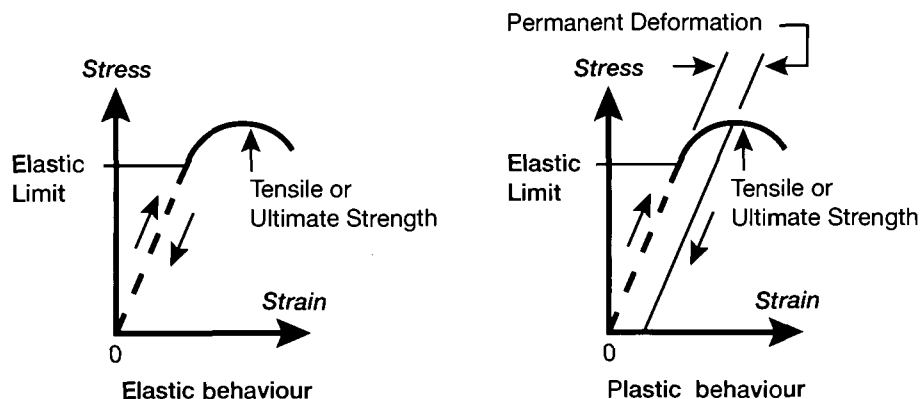 Stress
Elastic
Limit
Tensile or
Ultimate Strength
Strain
0
Elastic behaviour
Permanent Deformation
Stress
Elastic
Limit
Tensile or
Ultimate Strength
Strain
0
Plastic behaviour